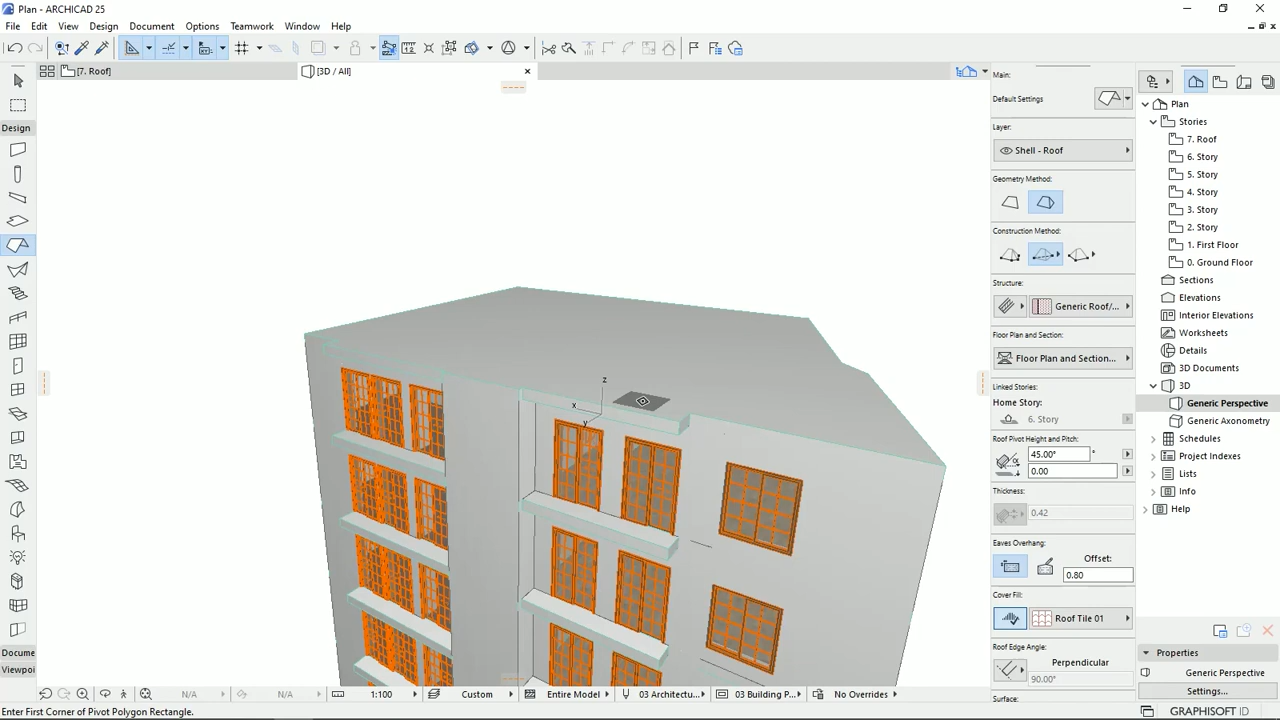 Plan - ARCHICAD 25
File Edit View Design Document Options Teamwork Window Help
[7. Roof]
[3D / All]
Design
Docume
Viewpoi
z
x
y
Main:
Default Settings
Layer:
Shell - Roof
Geometry Method:
Construction Method:
Structure:
Generic Roof/...
Floor Plan and Section:
Floor Plan and Section...
Linked Stories:
Home Story:
6. Story
Roof Pivot Height and Pitch:
45.00°
0.00
Thickness:
0.42
Eaves Overhang:
Offset:
0.80
Cover Fill:
Roof Tile 01
Roof Edge Angle:
Perpendicular
90.00°
Surface:
Plan
Stories
7. Roof
6. Story
5. Story
4. Story
3. Story
2. Story
1. First Floor
0. Ground Floor
Sections
Elevations
Interior Elevations
Worksheets
Details
3D Documents
3D
Generic Perspective
Generic Axonometry
Schedules
Project Indexes
Lists
Info
Help
Properties
Generic Perspective
Settings...
GRAPHISOFT ID
N/A N/A 1:100 Custom Entire Model 03 Architectu... 03 Building P... No Overrides
Enter First Corner of Pivot Polygon Rectangle.